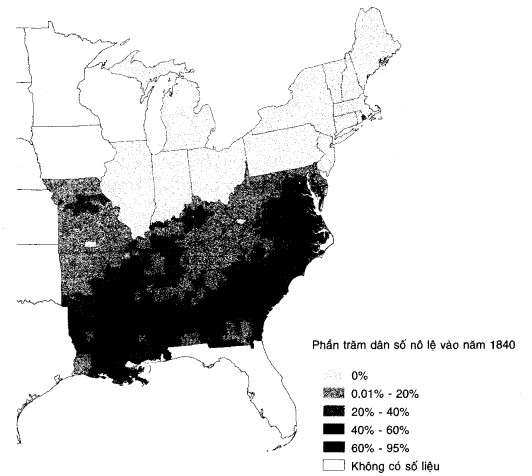 Phần trăm dân số nô lệ vào năm 1840
0%
0.01% - 20%
20% - 40%
40% - 60%
60% - 95%
Không có số liệu